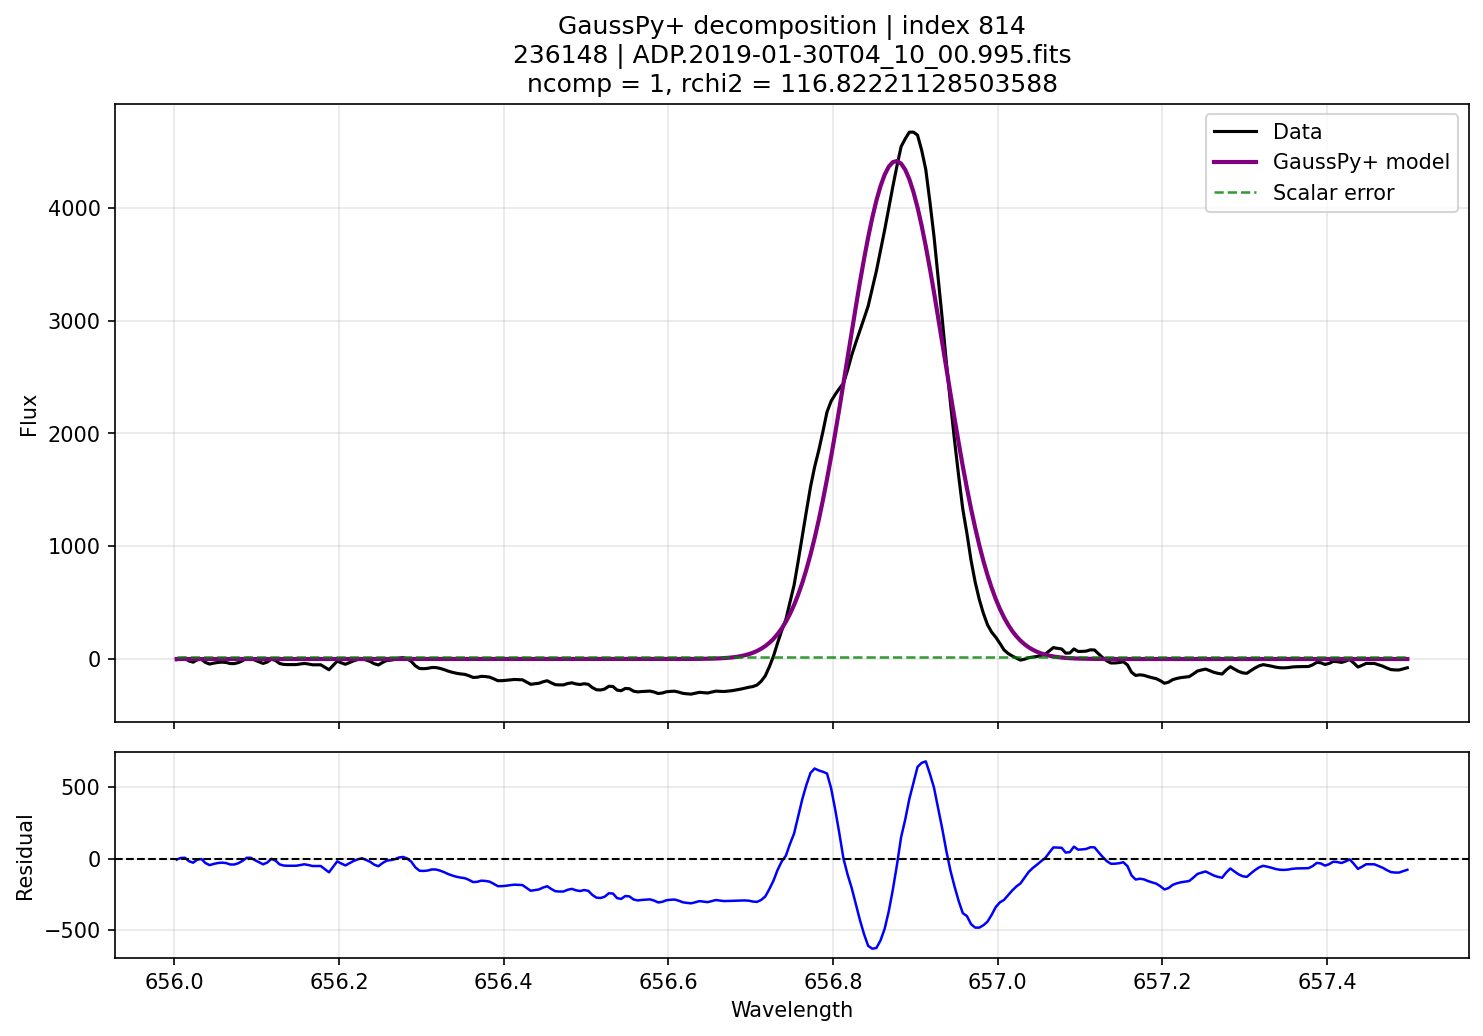 GaussPy+ decomposition | index 814
236148 | ADP.2019-01-30T04_10_00.995.fits
ncomp = 1, rchi2 = 116.82221128503588
Data
GaussPy+ model
Scalar error
Flux
4000
3000
2000
1000
0
Residual
500
0
−500
656.0 656.2 656.4 656.6 656.8 657.0 657.2 657.4
Wavelength